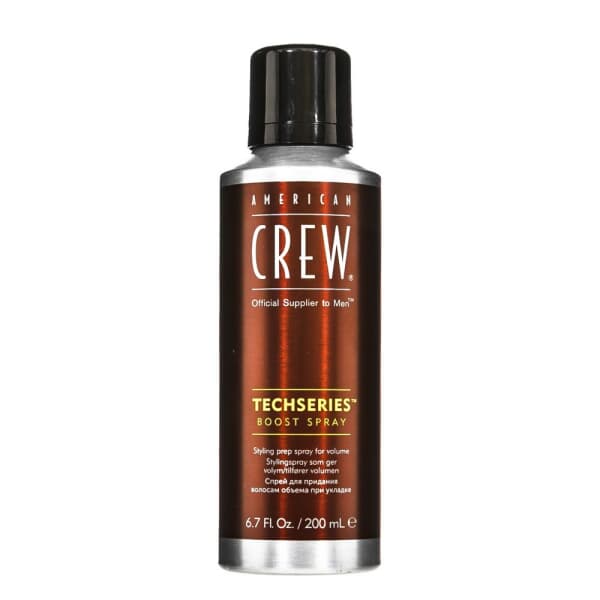 AMERICAN
CREW®
Official Supplier to Men™
TECHSERIES™
BOOST SPRAY
Styling prep spray for volume
Stylingspray som ger
volym/tilfører volumen
Спрей для придания
волосам объема при укладке
6.7 Fl. Oz. / 200 mL ℮